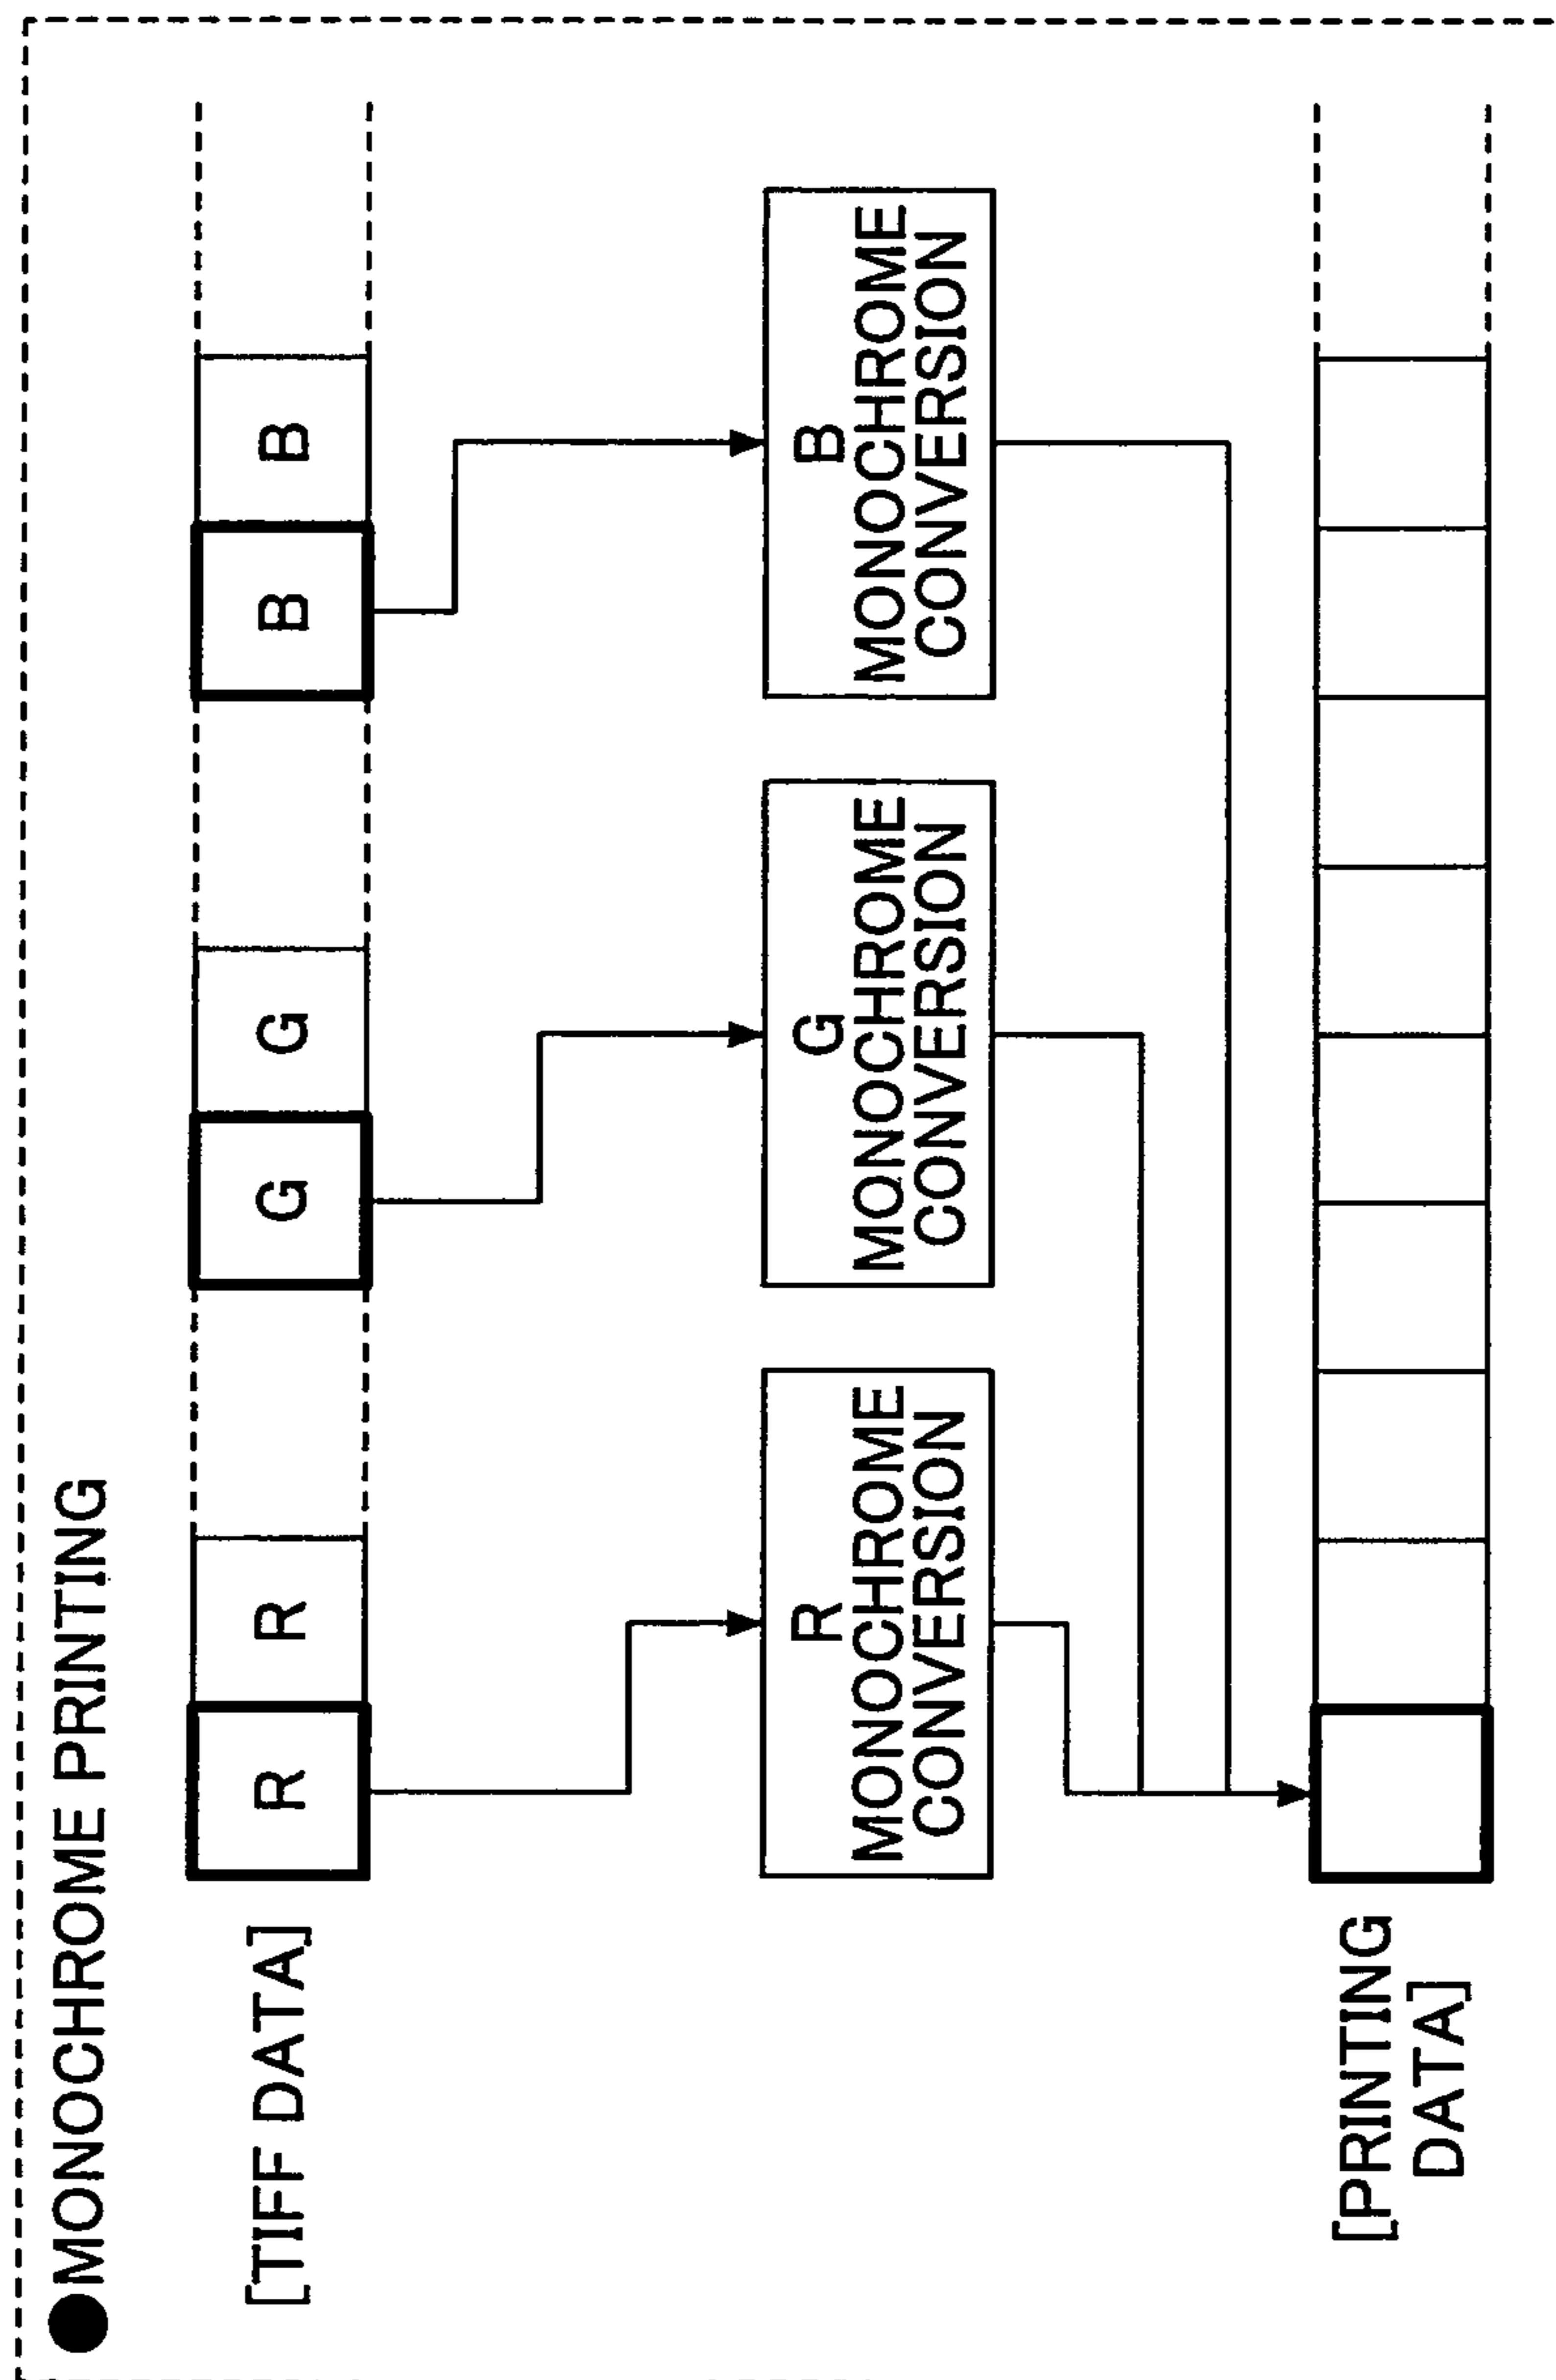 ●MONOCHROME PRINTING
[TIFF DATA]
R
R
G
G
B
B
R
MONOCHROME
CONVERSION
G
MONOCHROME
CONVERSION
B
MONOCHROME
CONVERSION
[PRINTING
DATA]